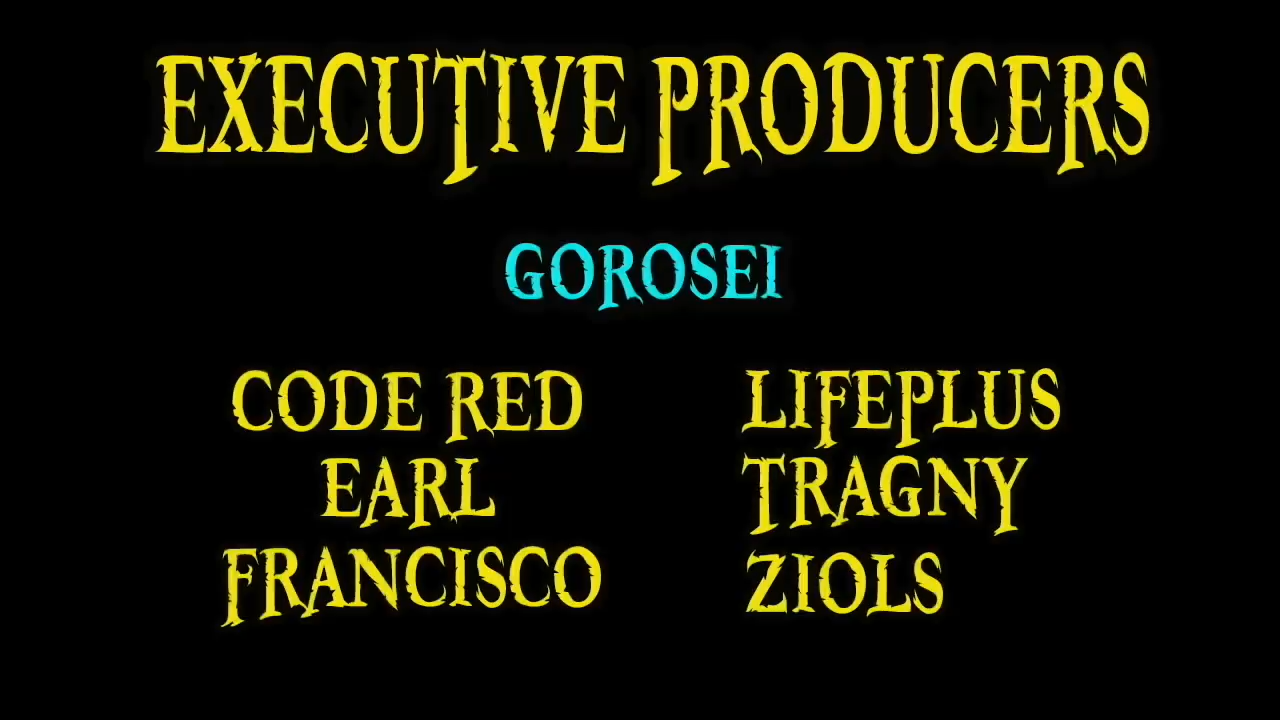 EXECUTIVE PRODUCERS
GOROSEI
CODE RED
EARL
FRANCISCO
LIFEPLUS
TRAGNY
ZIOLS